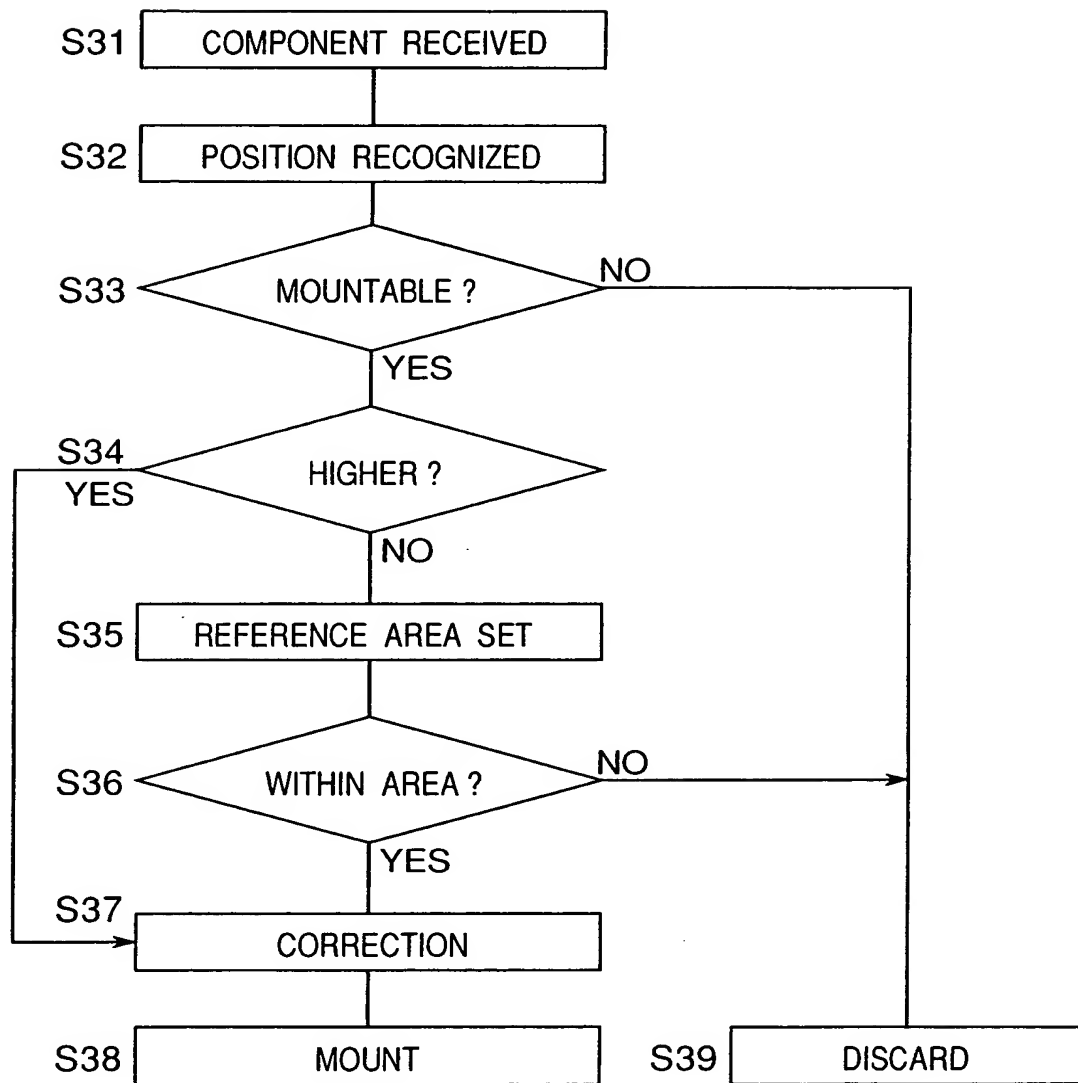 S31 COMPONENT RECEIVED
S32 POSITION RECOGNIZED
S33 MOUNTABLE ? NO
YES
S34 HIGHER ?
YES
NO
S35 REFERENCE AREA SET
S36 WITHIN AREA ? NO
YES
S37 CORRECTION
S38 MOUNT S39 DISCARD